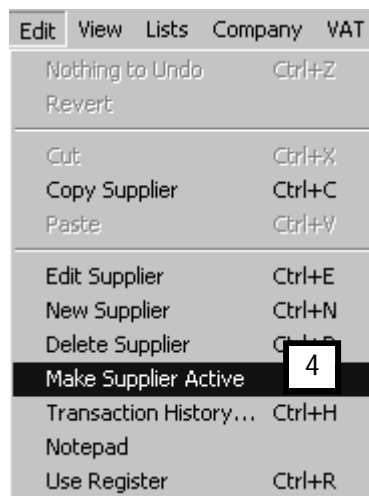 Edit View Lists Company VAT
Nothing to Undo Ctrl+Z
Revert
Cut Ctrl+X
Copy Supplier Ctrl+C
Paste Ctrl+V
Edit Supplier Ctrl+E
New Supplier Ctrl+N
Delete Supplier
Make Supplier Active 4
Transaction History... Ctrl+H
Notepad
Use Register Ctrl+R